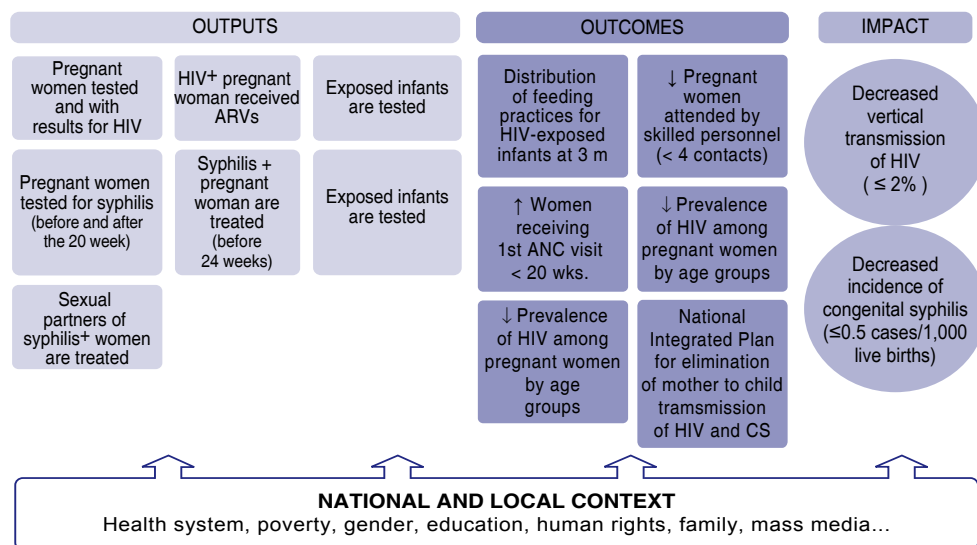 OUTPUTS
Pregnant
women tested
and with
results for HIV
HIV+ pregnant
woman received
ARVs
Exposed infants
are tested
Pregnant women
tested for syphilis
(before and after
the 20 week)
Syphilis +
pregnant
woman are
treated
(before
24 weeks)
Exposed infants
are tested
Sexual
partners of
syphilis+ women
are treated
OUTCOMES
Distribution
of feeding
practices for
HIV-exposed
infants at 3 m
↓ Pregnant
women
attended by
skilled personnel
(< 4 contacts)
↑ Women
receiving
1st ANC visit
< 20 wks.
↓ Prevalence
of HIV among
pregnant women
by age groups
↓ Prevalence
of HIV among
pregnant women
by age
groups
National
Integrated Plan
for elimination
of mother to child
tramsmission
of HIV and CS
IMPACT
Decreased
vertical
transmission
of HIV
( ≤ 2% )
Decreased
incidence of
congenital syphilis
(≤0.5 cases/1,000
live births)
NATIONAL AND LOCAL CONTEXT
Health system, poverty, gender, education, human rights, family, mass media...